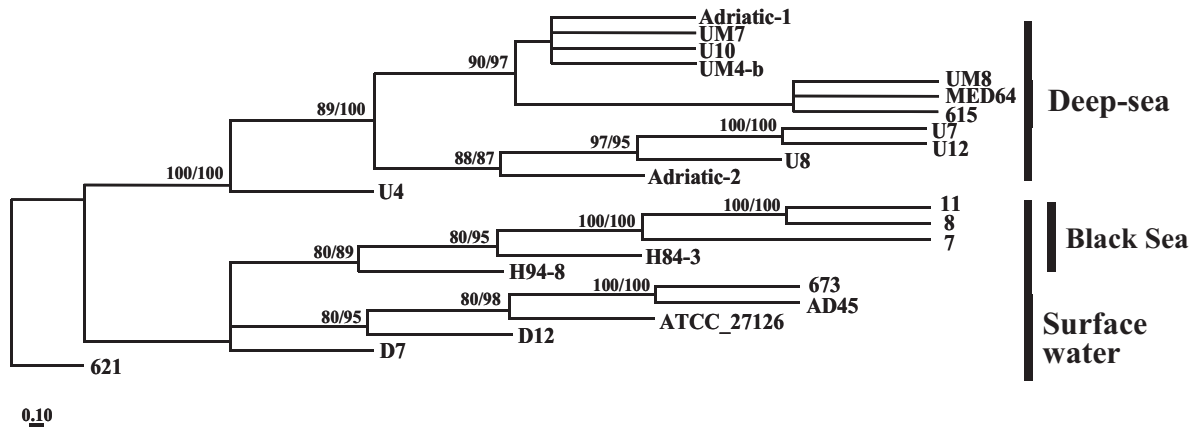 Adriatic-1
UM7
90/97
U10
UM4-b
UM8
MED64
Deep-sea
89/100
615
100/100
U7
97/95
U12
88/87
U8
100/100
Adriatic-2
U4
100/100
11
100/100
8
80/95
7
Black Sea
80/89
H84-3
H94-8
100/100
673
80/98
AD45
80/95
ATCC_27126
Surface
water
D12
D7
621
0.10